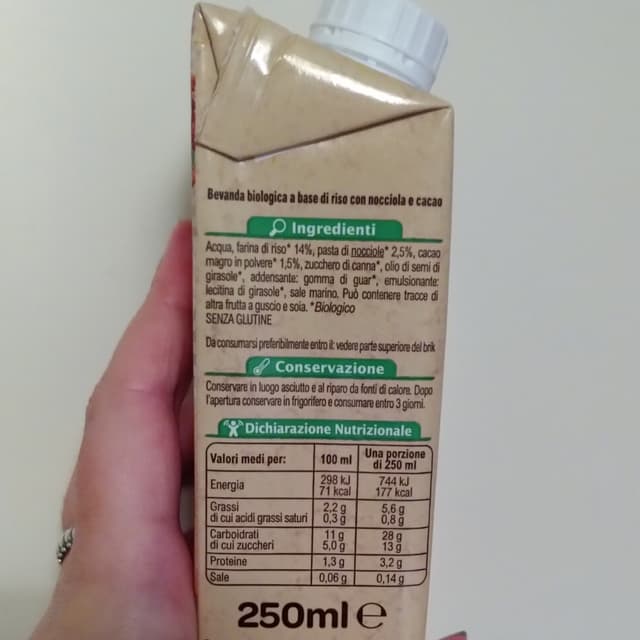 Bevanda biologica a base di riso con nocciola e cacao
Ingredienti
Acqua, farina di riso* 14%, pasta di nocciole* 2,5%, cacao
magro in polvere* 1,5%, zucchero di canna*, olio di semi di
girasole*, addensante: gomma di guar*, emulsionante:
lecitina di girasole*, sale marino. Può contenere tracce di
altra frutta a guscio e soia. *Biologico
SENZA GLUTINE
Da consumarsi preferibilmente entro il: vedere parte superiore del brik
Conservazione
Conservare in luogo asciutto e al riparo da fonti di calore. Dopo
l'apertura conservare in frigorifero e consumare entro 3 giorni.
Dichiarazione Nutrizionale
Valori medi per: 100 ml Una porzione
di 250 ml
Energia 298 kJ 744 kJ
71 kcal 177 kcal
Grassi 2,2 g 5,6 g
di cui acidi grassi saturi 0,3 g 0,8 g
Carboidrati 11 g 28 g
di cui zuccheri 5,0 g 13 g
Proteine 1,3 g 3,2 g
Sale 0,06 g 0,14 g
250ml e